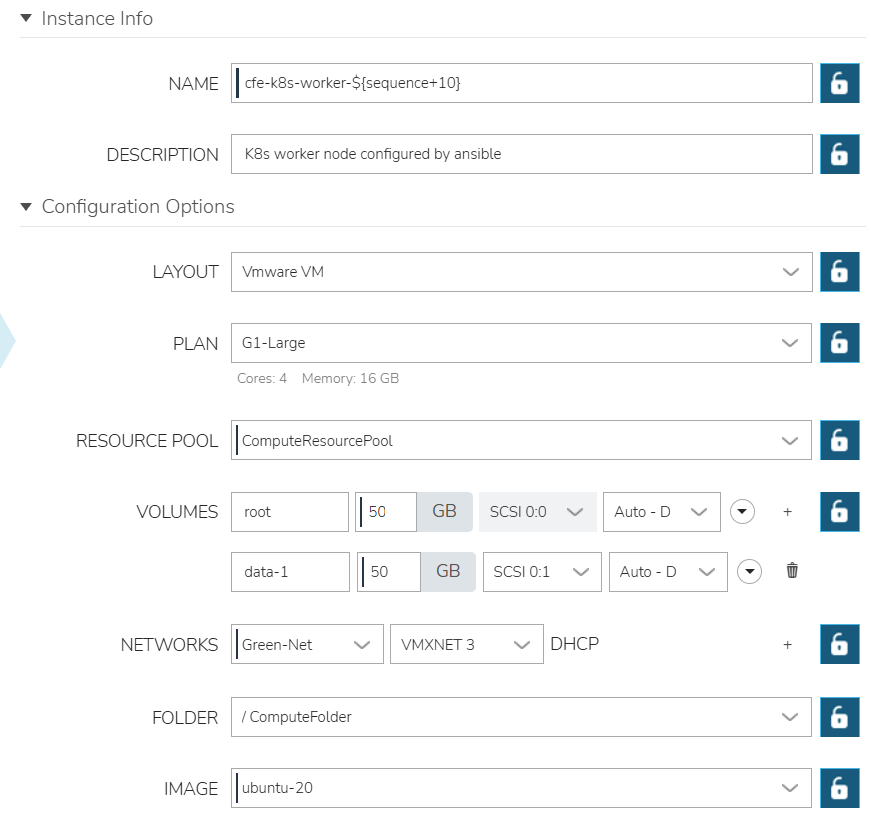 Instance Info
NAME cfe-k8s-worker-${sequence+10}
DESCRIPTION K8s worker node configured by ansible
Configuration Options
LAYOUT Vmware VM
PLAN G1-Large
Cores: 4 Memory: 16 GB
RESOURCE POOL ComputeResourcePool
VOLUMES root 50 GB SCSI 0:0 Auto - D +
data-1 50 GB SCSI 0:1 Auto - D
NETWORKS Green-Net VMXNET 3 DHCP +
FOLDER / ComputeFolder
IMAGE ubuntu-20